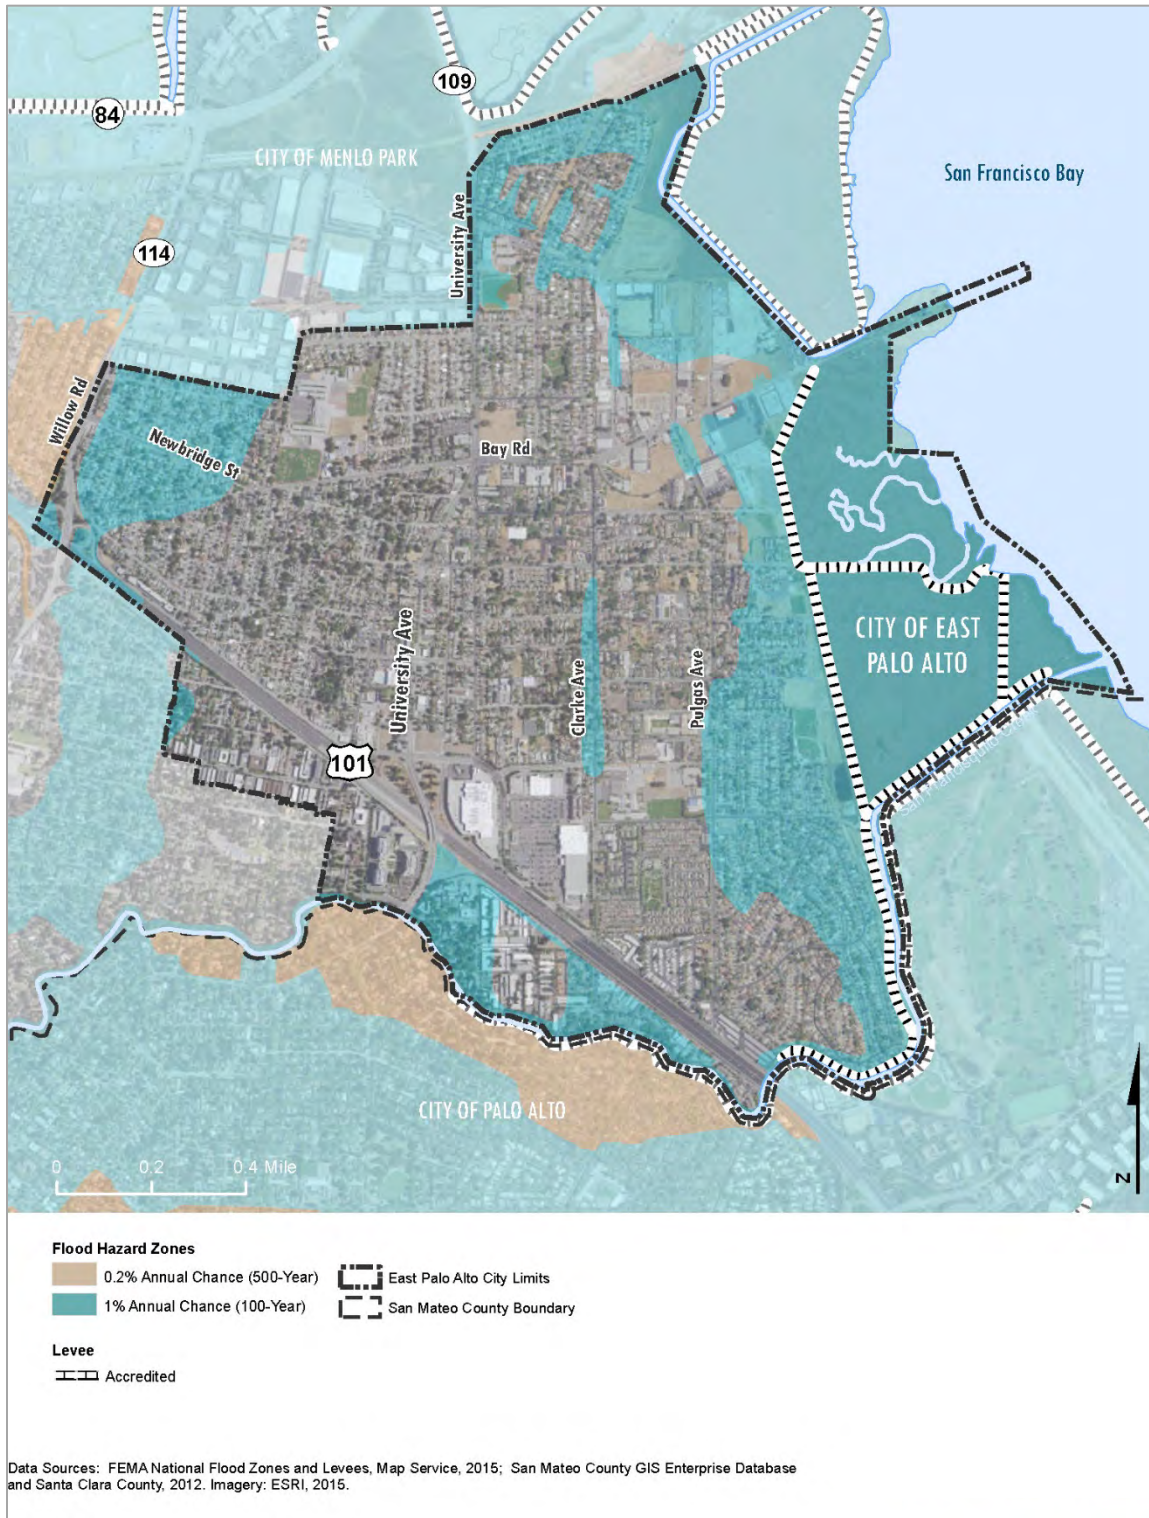 109
84
CITY OF MENLO PARK
San Francisco Bay
University Ave
114
Willow Rd
Newbridge St
Bay Rd
CITY OF EAST
PALO ALTO
University Ave
Clarke Ave
Pulgas Ave
101
CITY OF PALO ALTO
0 0.2 0.4 Mile
N
Flood Hazard Zones
0.2% Annual Chance (500-Year)
East Palo Alto City Limits
1% Annual Chance (100-Year)
San Mateo County Boundary
Levee
Accredited
Data Sources: FEMA National Flood Zones and Levees, Map Service, 2015; San Mateo County GIS Enterprise Database
and Santa Clara County, 2012. Imagery: ESRI, 2015.